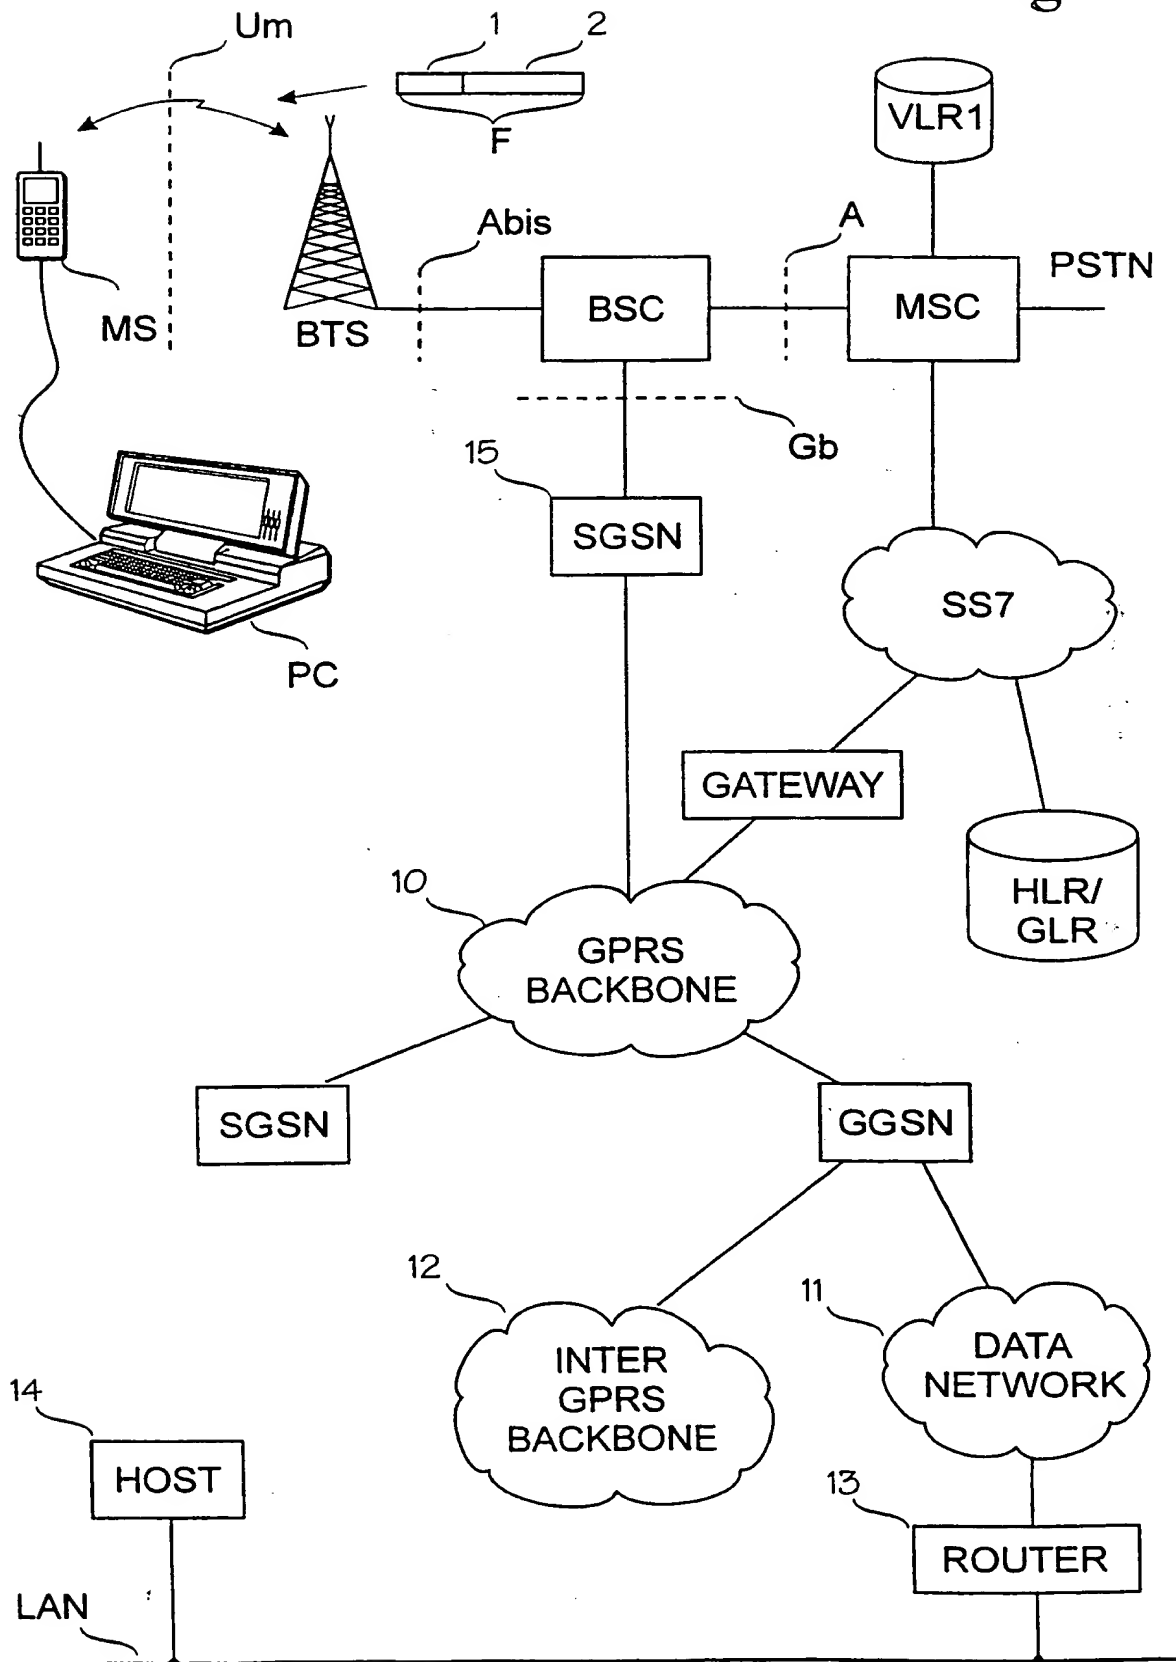 Um
1
2
F
VLR1
Abis
A
PSTN
MS
BTS
BSC
MSC
Gb
15
SGSN
SS7
PC
GATEWAY
10
HLR/
GLR
GPRS
BACKBONE
SGSN
GGSN
12
11
INTER
GPRS
BACKBONE
DATA
NETWORK
14
HOST
13
ROUTER
LAN